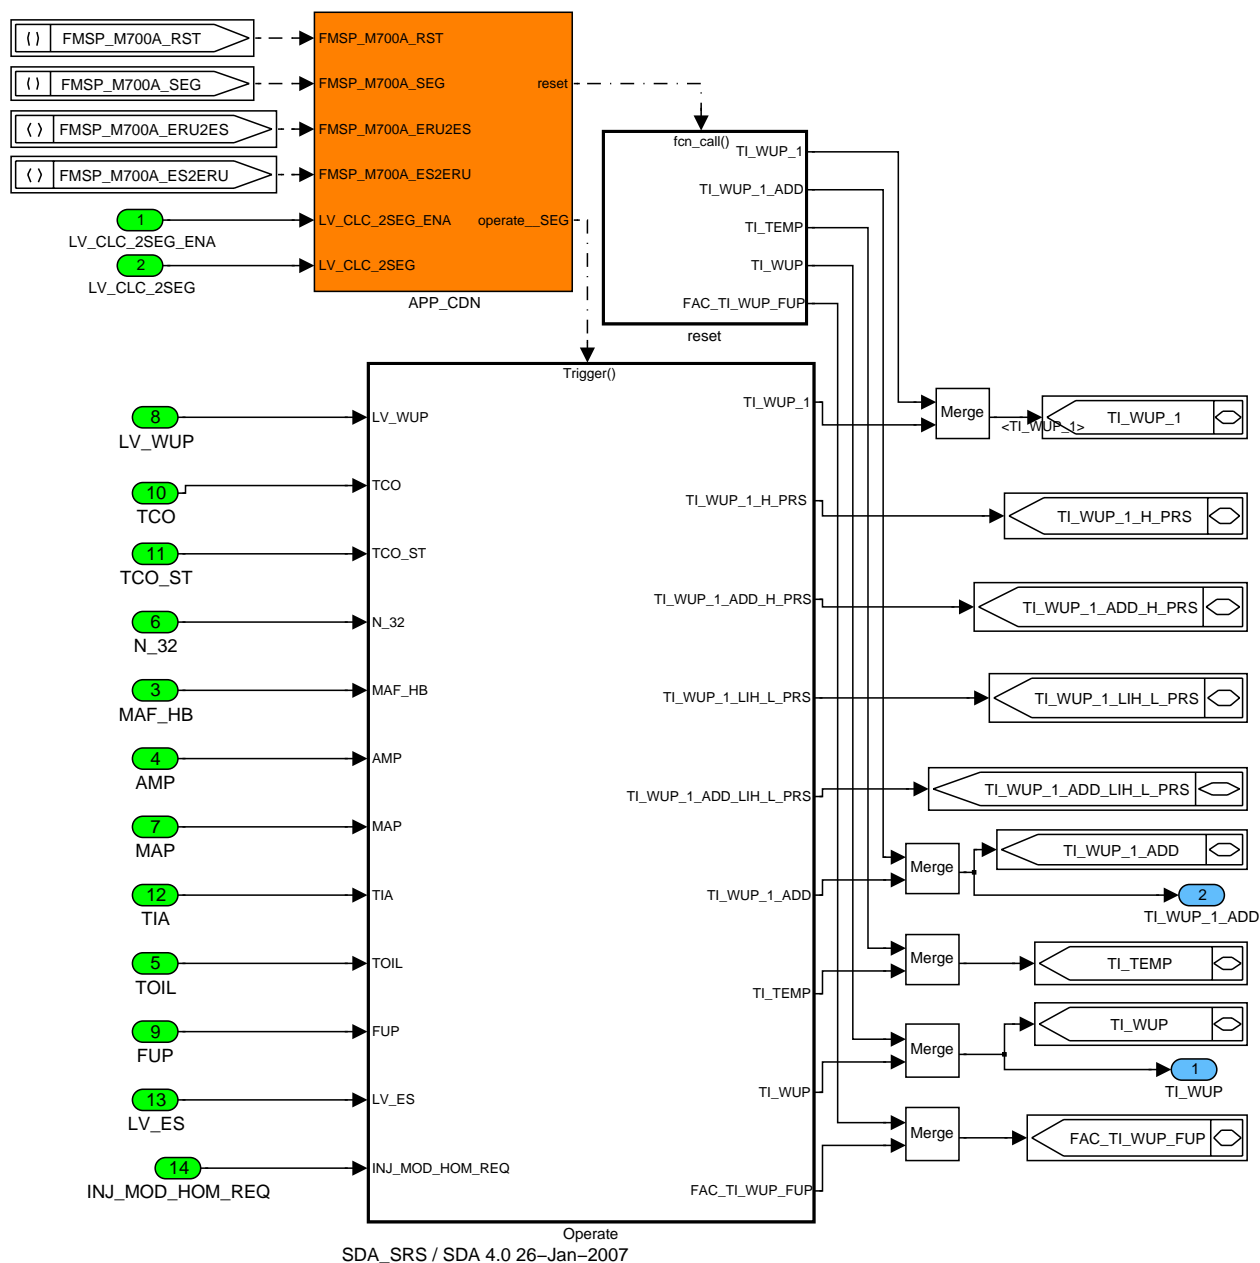 FMSP_M700A_RST
FMSP_M700A_SEG
FMSP_M700A_ERU2ES
FMSP_M700A_ES2ERU
1
LV_CLC_2SEG_ENA
2
LV_CLC_2SEG
FMSP_M700A_RST
FMSP_M700A_SEG
reset
FMSP_M700A_ERU2ES
FMSP_M700A_ES2ERU
LV_CLC_2SEG_ENA
operate__SEG
LV_CLC_2SEG
APP_CDN
fcn_call()
TI_WUP_1
TI_WUP_1_ADD
TI_TEMP
TI_WUP
FAC_TI_WUP_FUP
reset
8
LV_WUP
10
TCO
11
TCO_ST
6
N_32
3
MAF_HB
4
AMP
7
MAP
12
TIA
5
TOIL
9
FUP
13
LV_ES
14
INJ_MOD_HOM_REQ
Trigger()
LV_WUP
TCO
TCO_ST
N_32
MAF_HB
AMP
MAP
TIA
TOIL
FUP
LV_ES
INJ_MOD_HOM_REQ
TI_WUP_1
TI_WUP_1_H_PRS
TI_WUP_1_ADD_H_PRS
TI_WUP_1_LIH_L_PRS
TI_WUP_1_ADD_LIH_L_PRS
TI_WUP_1_ADD
TI_TEMP
TI_WUP
FAC_TI_WUP_FUP
Operate
Merge
<TI_WUP_1>
TI_WUP_1
TI_WUP_1_H_PRS
TI_WUP_1_ADD_H_PRS
TI_WUP_1_LIH_L_PRS
TI_WUP_1_ADD_LIH_L_PRS
Merge
TI_WUP_1_ADD
2
TI_WUP_1_ADD
Merge
TI_TEMP
Merge
TI_WUP
1
TI_WUP
Merge
FAC_TI_WUP_FUP
SDA_SRS / SDA 4.0 26−Jan−2007